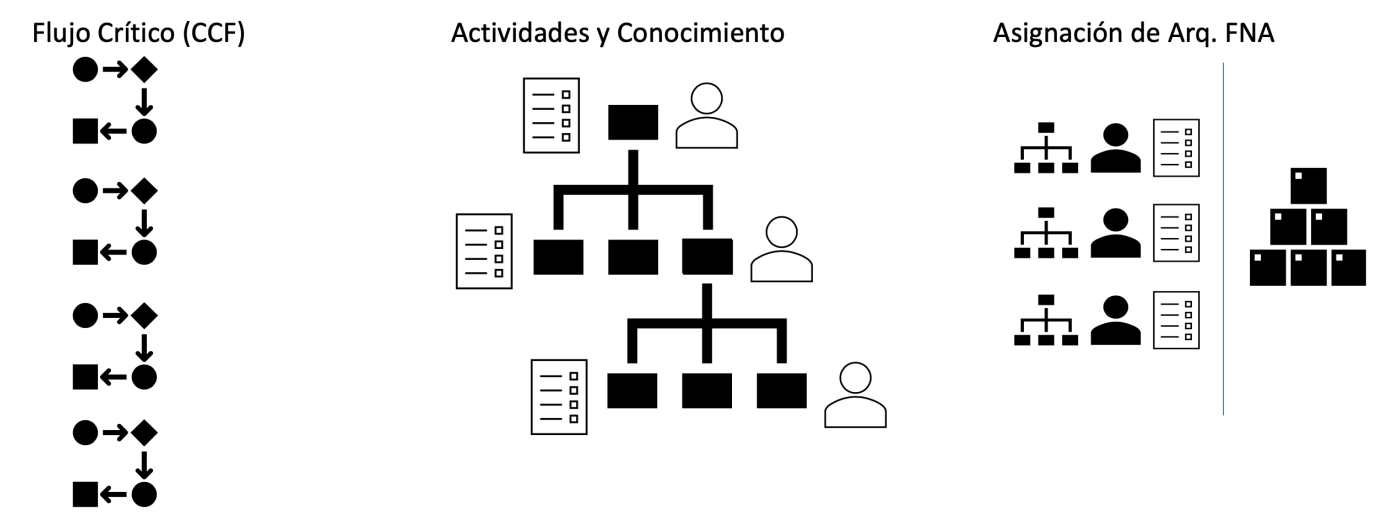 Flujo Crítico (CCF)
Actividades y Conocimiento
Asignación de Arq. FNA